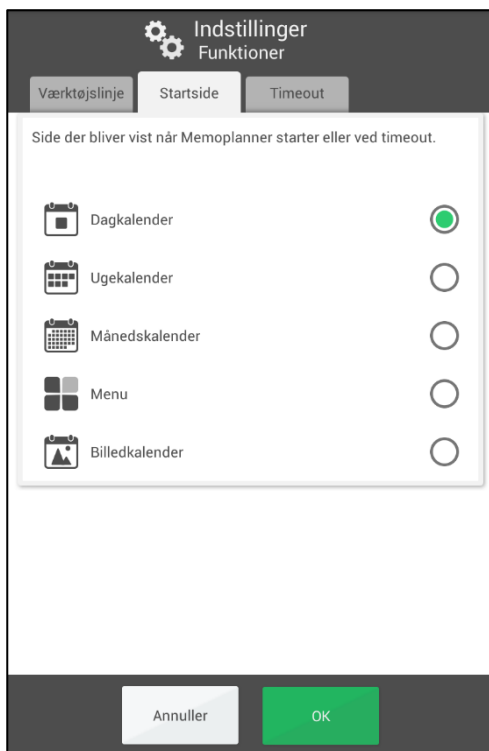 Indstillinger
Funktioner
Værktøjslinje
Startside
Timeout
Side der bliver vist når Memoplanner starter eller ved timeout.
Dagkalender
Ugekalender
Månedskalender
Menu
Billedkalender
Annuller
OK